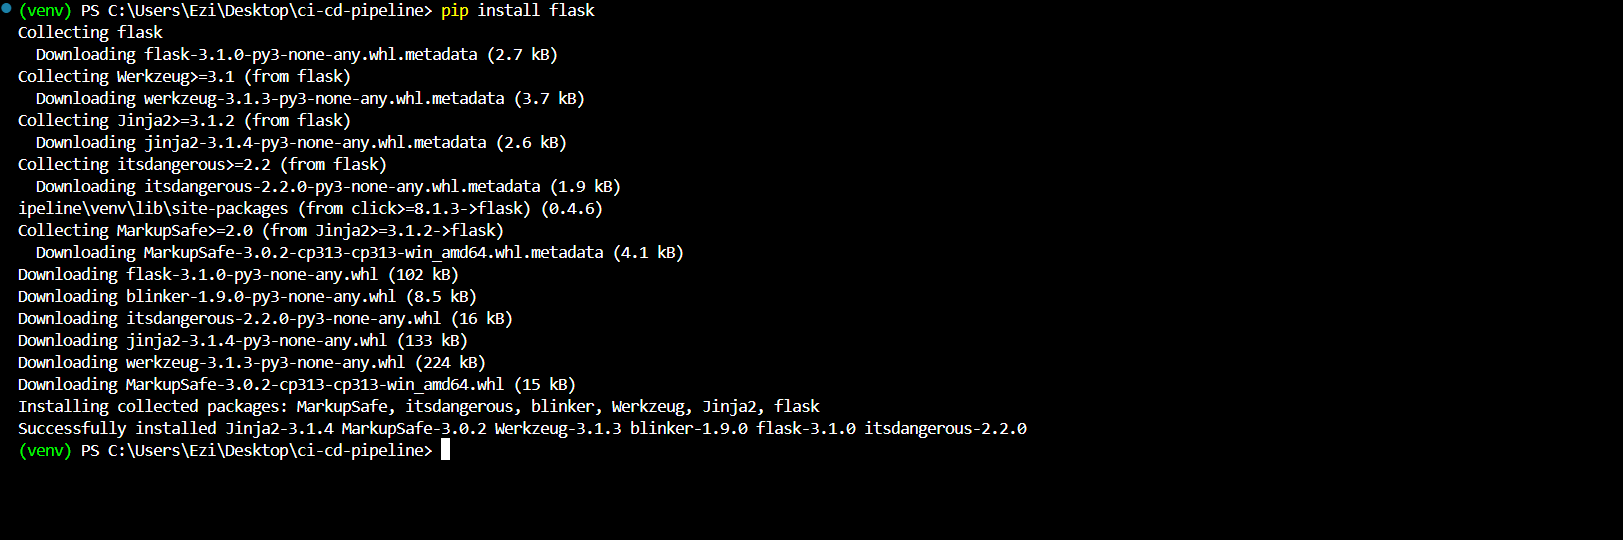 (venv) PS C:\Users\Ezi\Desktop\ci-cd-pipeline> pip install flask
Collecting flask
  Downloading flask-3.1.0-py3-none-any.whl.metadata (2.7 kB)
Collecting Werkzeug>=3.1 (from flask)
  Downloading werkzeug-3.1.3-py3-none-any.whl.metadata (3.7 kB)
Collecting Jinja2>=3.1.2 (from flask)
  Downloading jinja2-3.1.4-py3-none-any.whl.metadata (2.6 kB)
Collecting itsdangerous>=2.2 (from flask)
  Downloading itsdangerous-2.2.0-py3-none-any.whl.metadata (1.9 kB)
ipeline\venv\lib\site-packages (from click>=8.1.3->flask) (0.4.6)
Collecting MarkupSafe>=2.0 (from Jinja2>=3.1.2->flask)
  Downloading MarkupSafe-3.0.2-cp313-cp313-win_amd64.whl.metadata (4.1 kB)
Downloading flask-3.1.0-py3-none-any.whl (102 kB)
Downloading blinker-1.9.0-py3-none-any.whl (8.5 kB)
Downloading itsdangerous-2.2.0-py3-none-any.whl (16 kB)
Downloading jinja2-3.1.4-py3-none-any.whl (133 kB)
Downloading werkzeug-3.1.3-py3-none-any.whl (224 kB)
Downloading MarkupSafe-3.0.2-cp313-cp313-win_amd64.whl (15 kB)
Installing collected packages: MarkupSafe, itsdangerous, blinker, Werkzeug, Jinja2, flask
Successfully installed Jinja2-3.1.4 MarkupSafe-3.0.2 Werkzeug-3.1.3 blinker-1.9.0 flask-3.1.0 itsdangerous-2.2.0
(venv) PS C:\Users\Ezi\Desktop\ci-cd-pipeline>